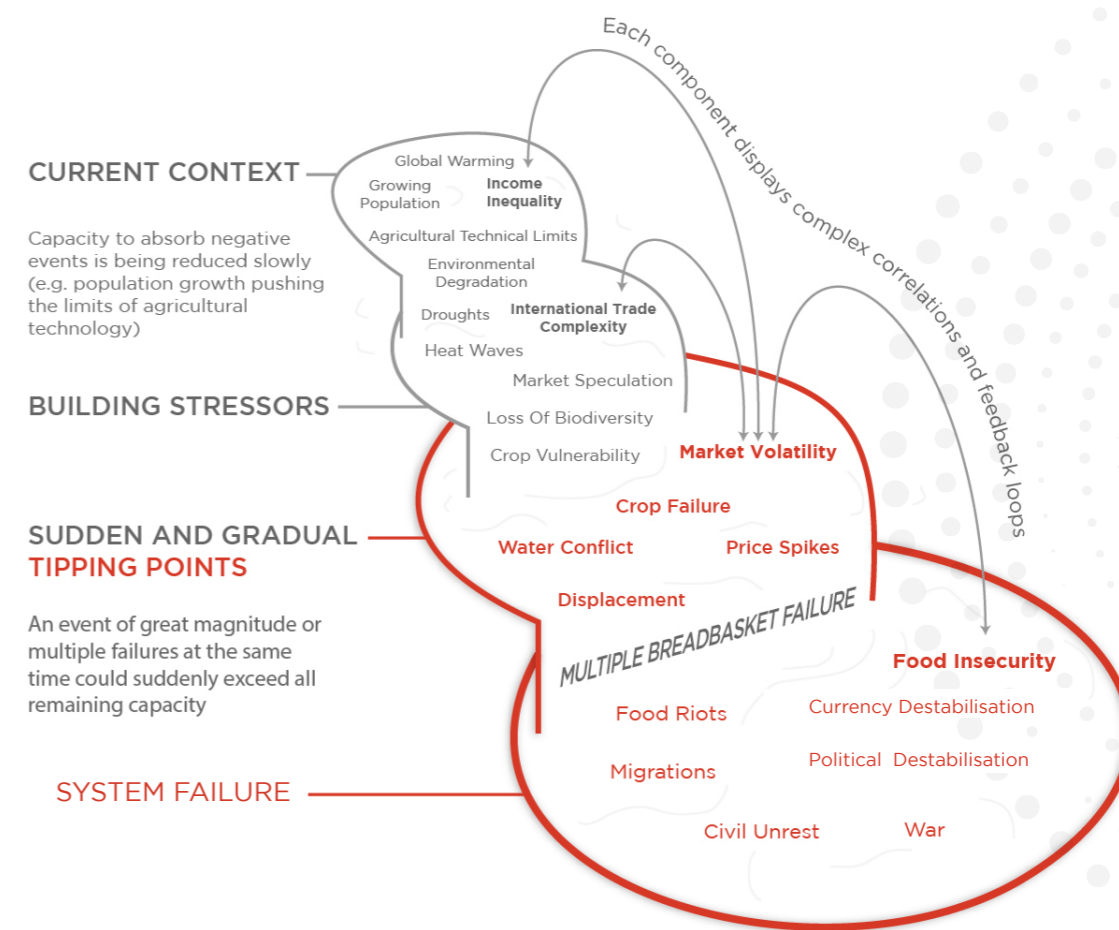 Each component displays complex correlations and feedback loops
CURRENT CONTEXT
Capacity to absorb negative
events is being reduced slowly
(e.g. population growth pushing
the limits of agricultural
technology)
Global Warming
Growing
Population
Income
Inequality
Agricultural Technical Limits
Environmental
Degradation
Droughts
International Trade
Complexity
Heat Waves
BUILDING STRESSORS
Market Speculation
Loss Of Biodiversity
Crop Vulnerability
Market Volatility
SUDDEN AND GRADUAL
TIPPING POINTS
An event of great magnitude or
multiple failures at the same
time could suddenly exceed all
remaining capacity
Crop Failure
Water Conflict
Price Spikes
Displacement
MULTIPLE BREADBASKET FAILURE
SYSTEM FAILURE
Food Insecurity
Food Riots
Currency Destabilisation
Migrations
Political Destabilisation
Civil Unrest
War